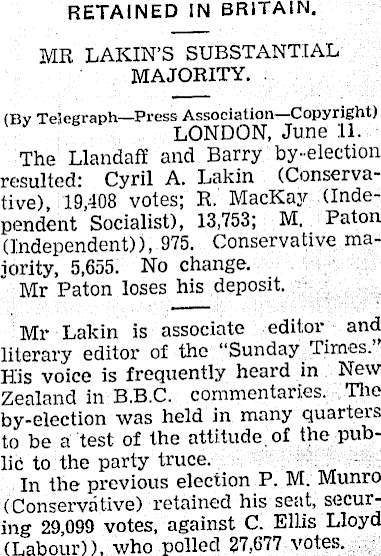 RETAINED IN BRITAIN.
MR LAKIN'S SUBSTANTIAL
MAJORITY.
(By Telegraph—Press Association—Copyright)
LONDON, June 11.
The Llandaff and Barry by-election
resulted: Cyril A. Lakin (Conserva-
tive), 19,408 votes; R. MacKay (Inde-
pendent Socialist), 13,753; M. Paton
(Independent)), 975. Conservative ma-
jority, 5,655. No change.
Mr Paton loses his deposit.
Mr Lakin is associate editor and
literary editor of the "Sunday Times."
His voice is frequently heard in New
Zealand in B.B.C. commentaries. The
by-election was held in many quarters
to be a test of the attitude of the pub-
lic to the party truce.
In the previous election P. M. Munro
(Conservative) retained his seat, secur-
ing 29,099 votes, against C. Ellis Lloyd
(Labour)), who polled 27,677 votes.